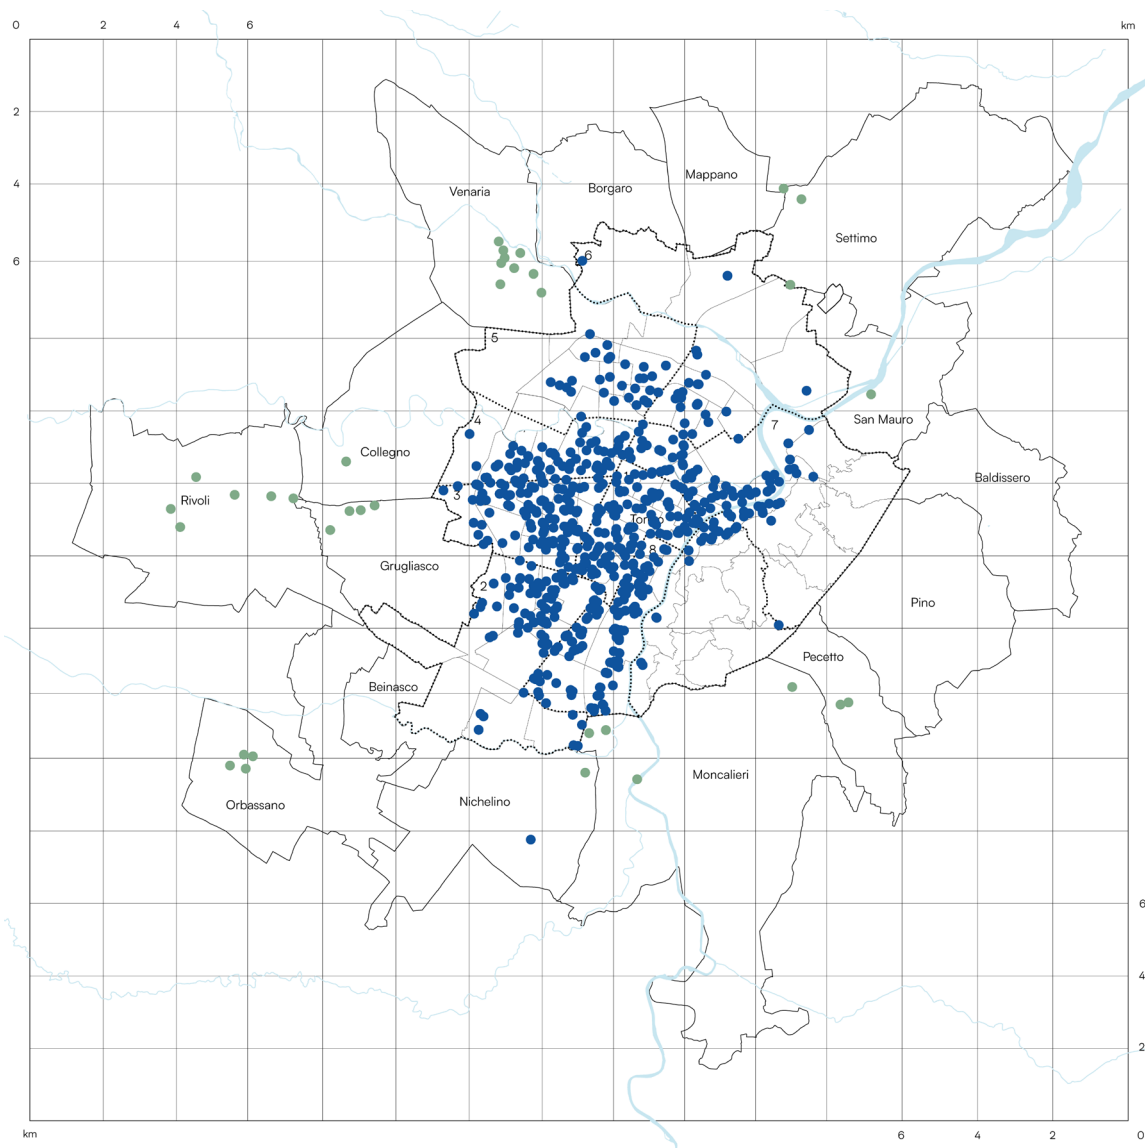 0 2 4 6 km
2
Mappano
4
Venaria Borgaro
Settimo
6 6
5
San Mauro
4 7
Collegno
Baldissero
3
Rivoli
Torino
8
Grugliasco
2
Pino
Pecetto
Beinasco
Moncalieri
Nichelino
Orbassano
6
4
2
km 6 4 2 0